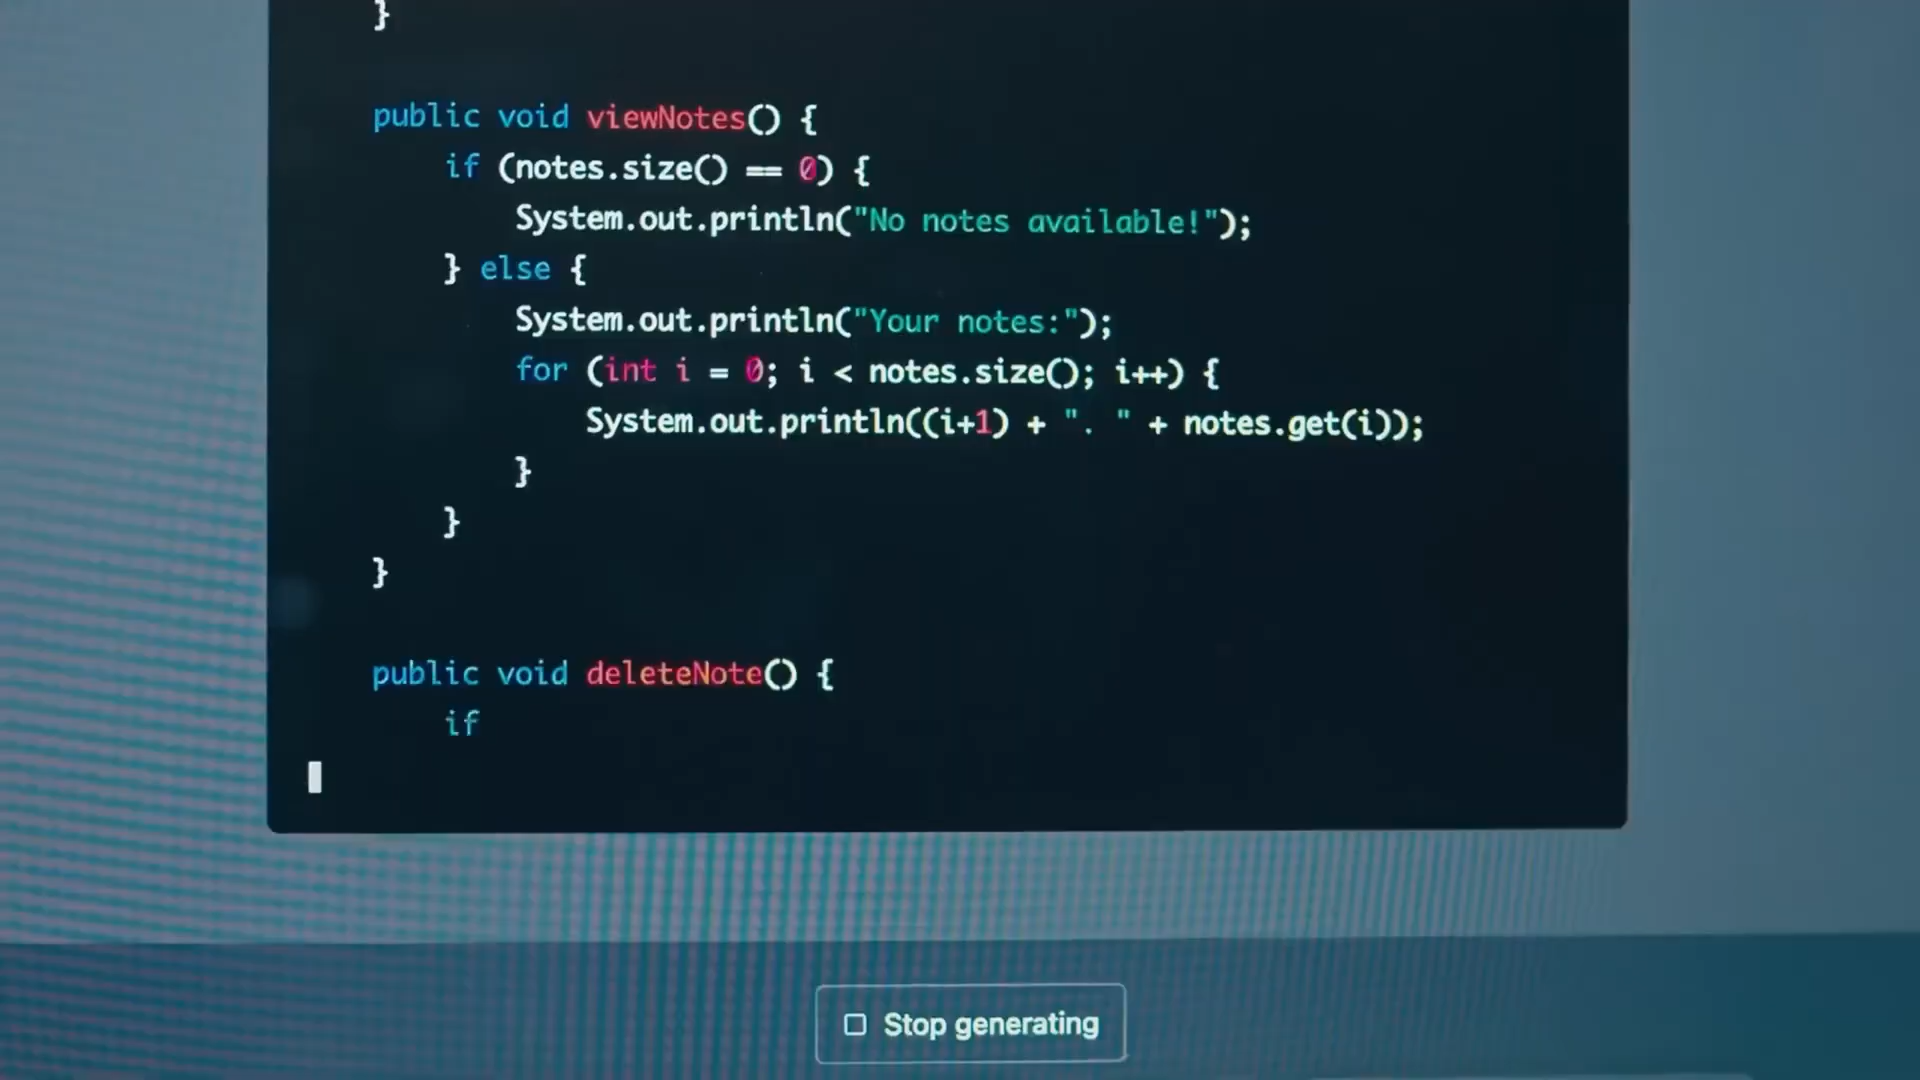 }
public void viewNotes() {
if (notes.size() == 0) {
System.out.println("No notes available!");
} else {
System.out.println("Your notes:");
for (int i = 0; i < notes.size(); i++) {
System.out.println((i+1) + ". " + notes.get(i));
}
}
}
public void deleteNote() {
if
Stop generating